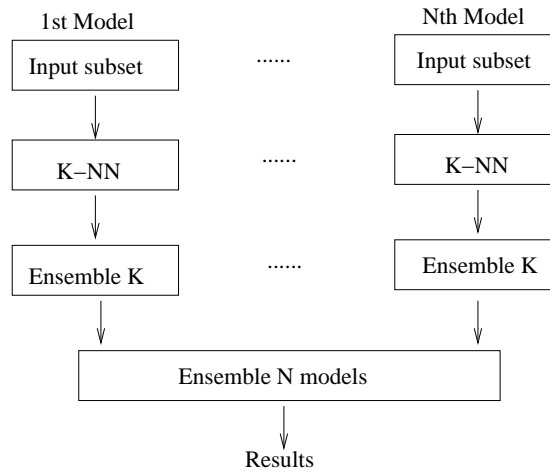 1st Model
Nth Model
Input subset
......
Input subset
K−NN
......
K−NN
Ensemble K
......
Ensemble K
Ensemble N models
Results